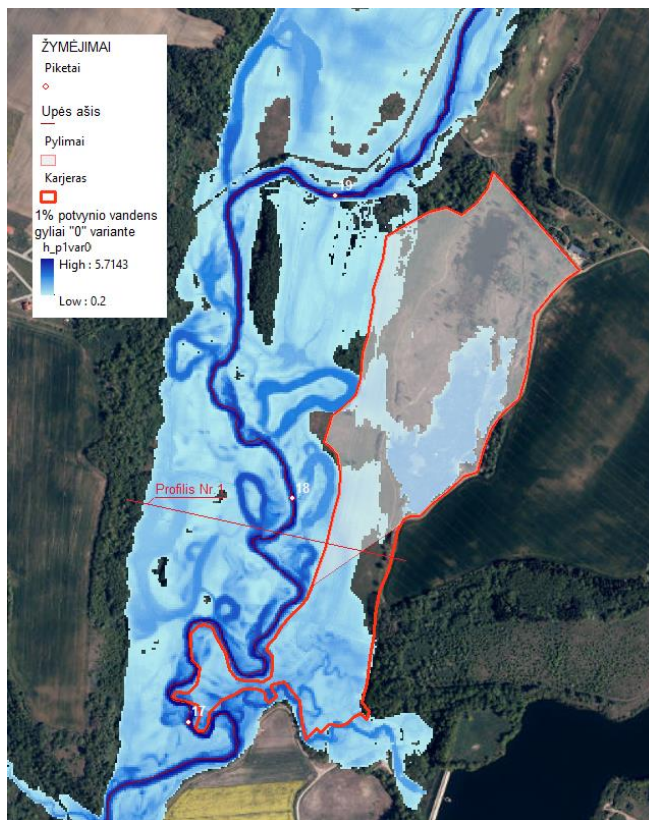 ŽYMĖJIMAI
Piketai
Upės ašis
Pylimai
Karjeras
1% potvynio vandens
gyliai "0" variante
h_p1var0
High : 5.7143
Low : 0.2
19
Profilis Nr.1
18
17